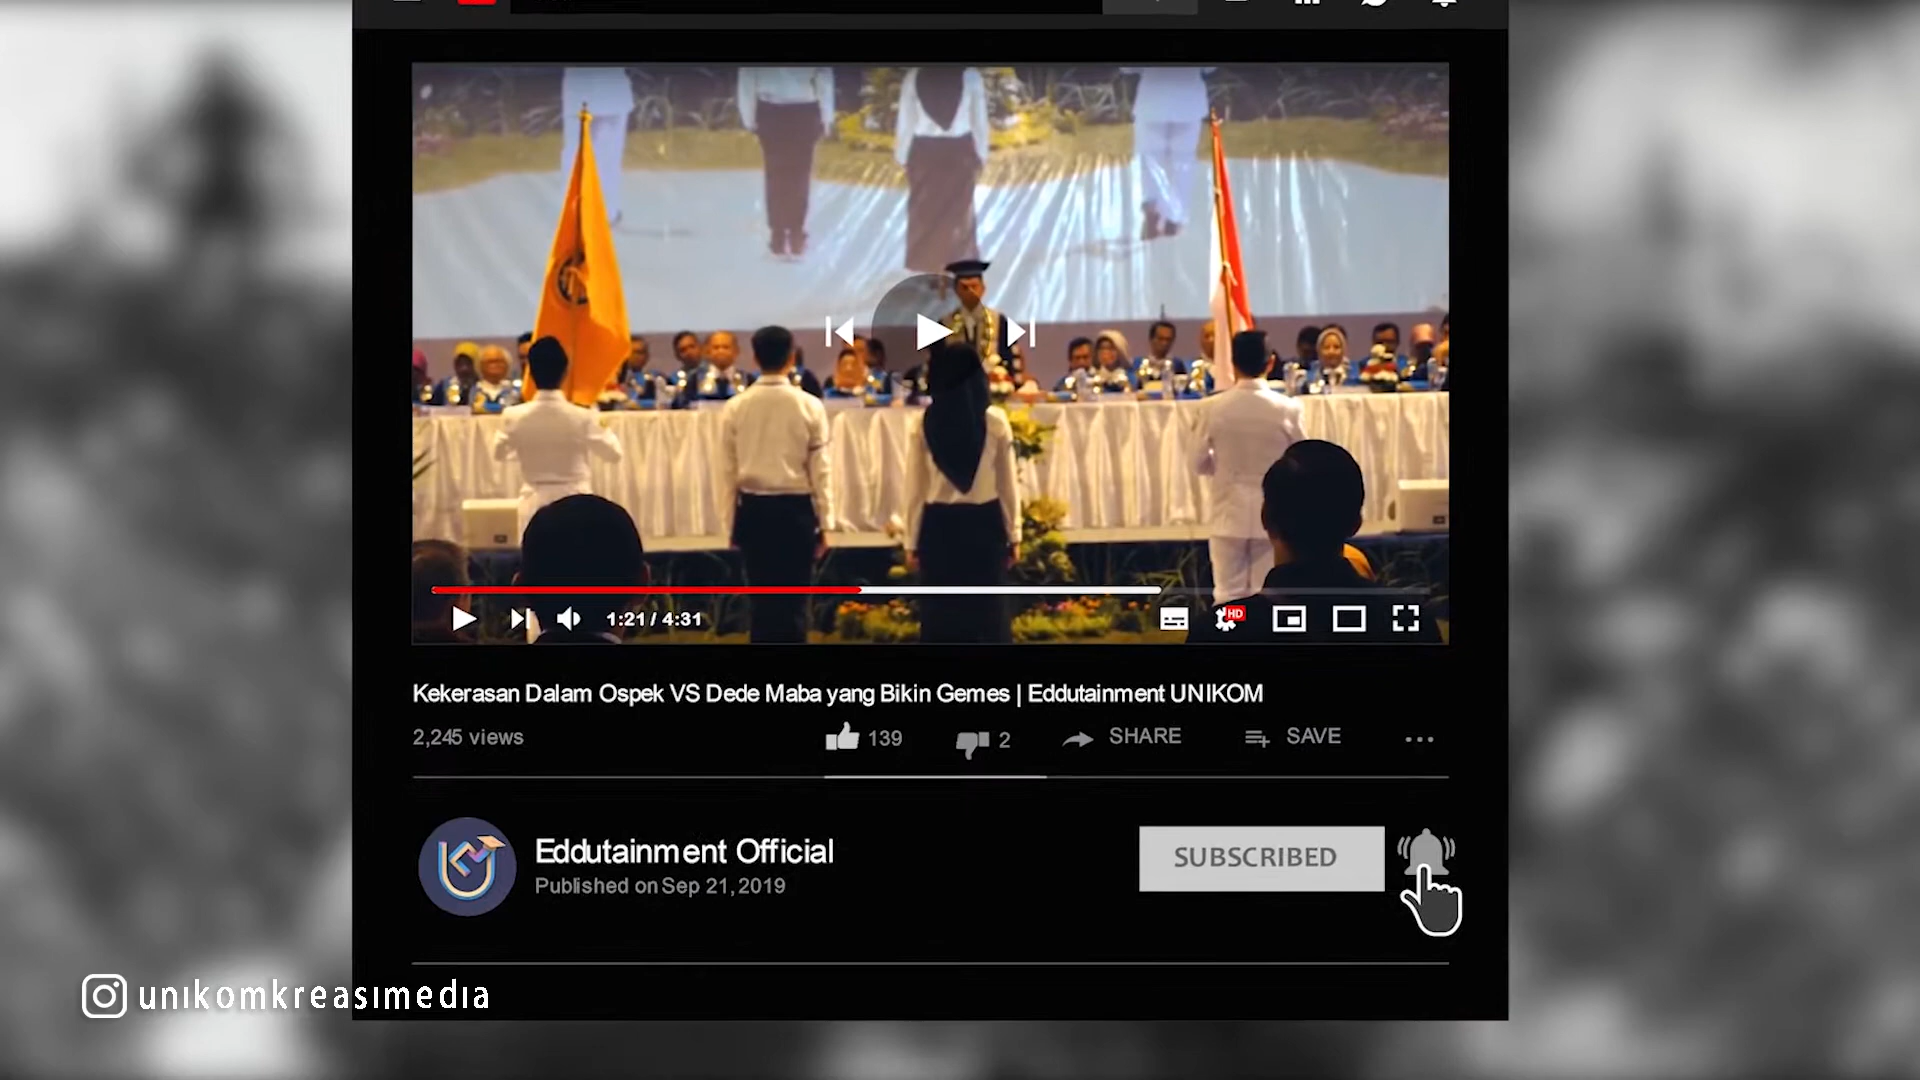 1:21 / 4:31
HD
Kekerasan Dalam Ospek VS Dede Maba yang Bikin Gemes | Eddutainment UNIKOM
2,245 views
139
2
SHARE
SAVE
Eddutainment Official
Published on Sep 21, 2019
SUBSCRIBED
unikomkreasimedia